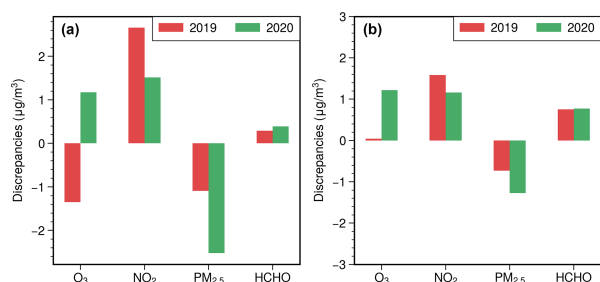 (a)
2019
2020
Discrepancies (μg/m³)
2
1
0
−1
−2
O₃
NO₂
PM₂.₅
HCHO
(b)
2019
2020
Discrepancies (μg/m³)
3
2
1
0
−1
−2
−3
O₃
NO₂
PM₂.₅
HCHO